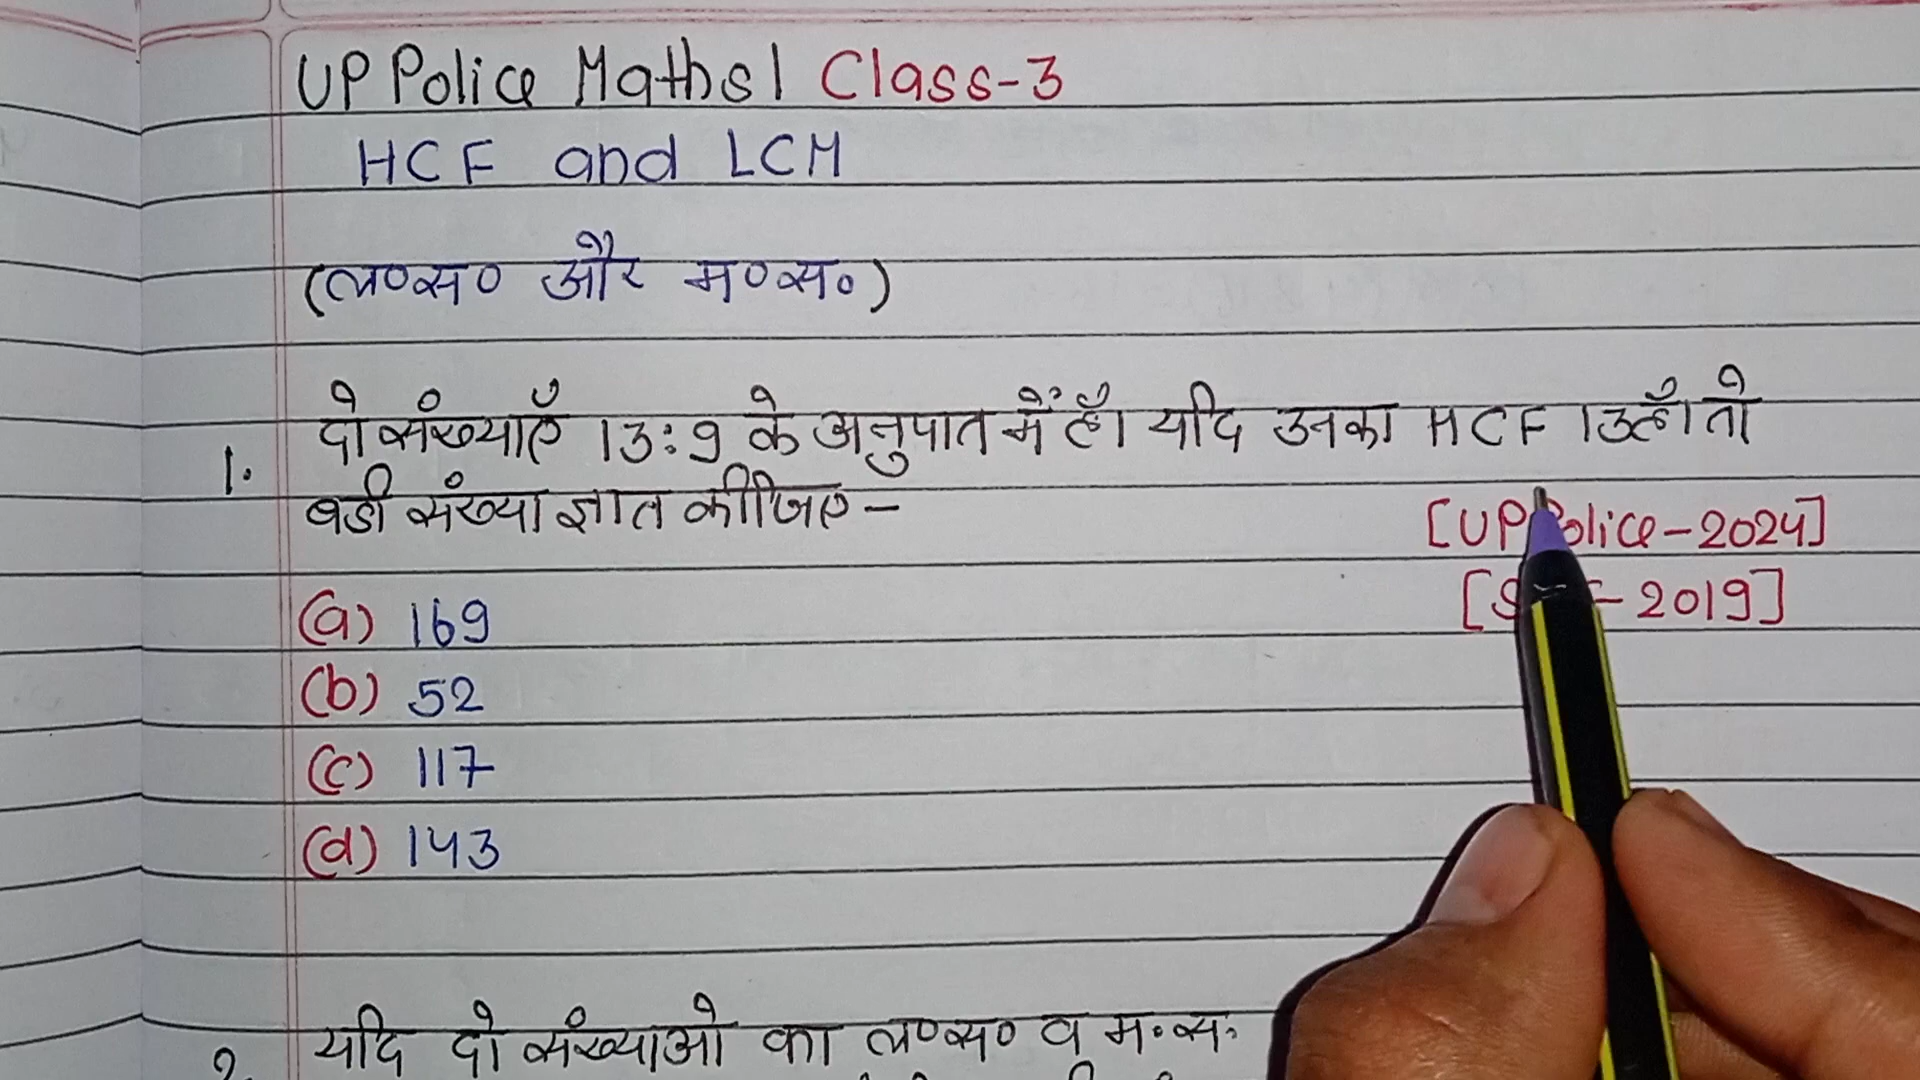 UP Police Maths। Class-3
HCF and LCM
(ल०स० और म०स०)
1. दो संख्याएँ 13:9 के अनुपात में हैं। यदि उनका HCF 13 हैं। तो
बडी संख्या ज्ञात कीजिए-
[UP Police-2024]
- 2019]
(a) 169
(b) 52
(c) 117
(d) 143
2. यदि दो संख्याओ का ल०स० व म.स.